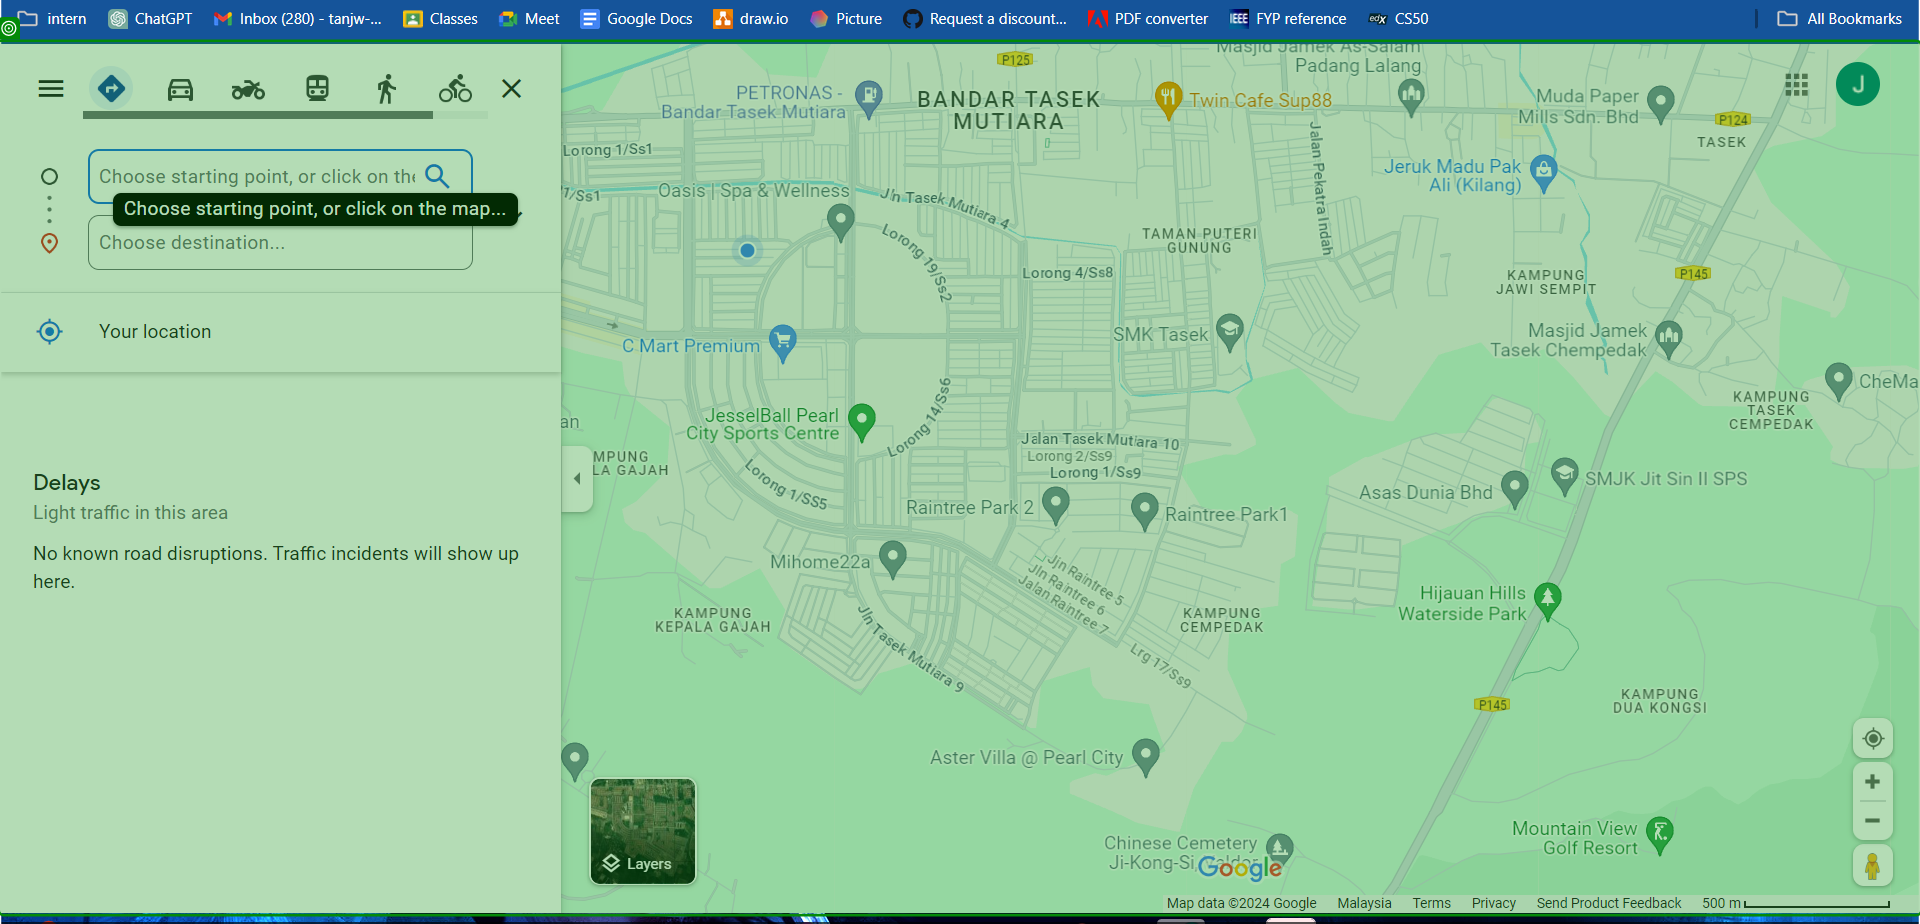 intern
ChatGPT
Inbox (280) - tanjw-...
Classes
Meet
Google Docs
draw.io
Picture
Request a discount...
PDF converter
IEEE
FYP reference
edX
CS50
All Bookmarks
J
Choose starting point, or click on the
Choose starting point, or click on the map...
Choose destination...
Your location
Delays
Light traffic in this area
No known road disruptions. Traffic incidents will show up
here.
Layers
P125
Masjid Jamek As-Salam
Padang Lalang
PETRONAS -
Bandar Tasek Mutiara
BANDAR TASEK
MUTIARA
Twin Cafe Sup88
Muda Paper
Mills Sdn. Bhd
P124
TASEK
Lorong 1/Ss1
Jalan Pekatra Indah
Jeruk Madu Pak
Ali (Kilang)
7/Ss1
Oasis | Spa & Wellness
Jln Tasek Mutiara 4
Lorong 19/Ss2
TAMAN PUTERI
GUNUNG
Lorong 4/Ss8
P145
KAMPUNG
JAWI SEMPIT
C Mart Premium
SMK Tasek
Masjid Jamek
Tasek Chempedak
CheMa
KAMPUNG
TASEK
CEMPEDAK
JesselBall Pearl
City Sports Centre
Lorong 14/Ss6
an
MPUNG
LA GAJAH
Jalan Tasek Mutiara 10
Lorong 2/Ss9
Lorong 1/Ss9
Lorong 1/SS5
Asas Dunia Bhd
SMJK Jit Sin II SPS
Raintree Park 2
Raintree Park1
Mihome22a
Jln Raintree 5
Jln Raintree 6
Jalan Raintree 7
Hijauan Hills
Waterside Park
KAMPUNG
KEPALA GAJAH
KAMPUNG
CEMPEDAK
Jln Tasek Mutiara 9
Lrg 17/Ss9
KAMPUNG
DUA KONGSI
P145
Aster Villa @ Pearl City
Mountain View
Golf Resort
Chinese Cemetery
Ji-Kong-Si, Valdor
Google
Map data ©2024 Google
Malaysia
Terms
Privacy
Send Product Feedback
500 m